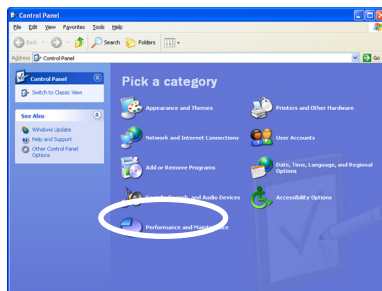 Control Panel
File Edit View Favorites Tools Help
Back Search Folders
Address Control Panel Go
Control Panel
Switch to Classic View
See Also
Windows Update
Help and Support
Other Control Panel
Options
Pick a category
Appearance and Themes
Printers and Other Hardware
Network and Internet Connections
User Accounts
Add or Remove Programs
Date, Time, Language, and Regional
Options
Speech, and Audio Devices
Accessibility Options
Performance and Maintenance